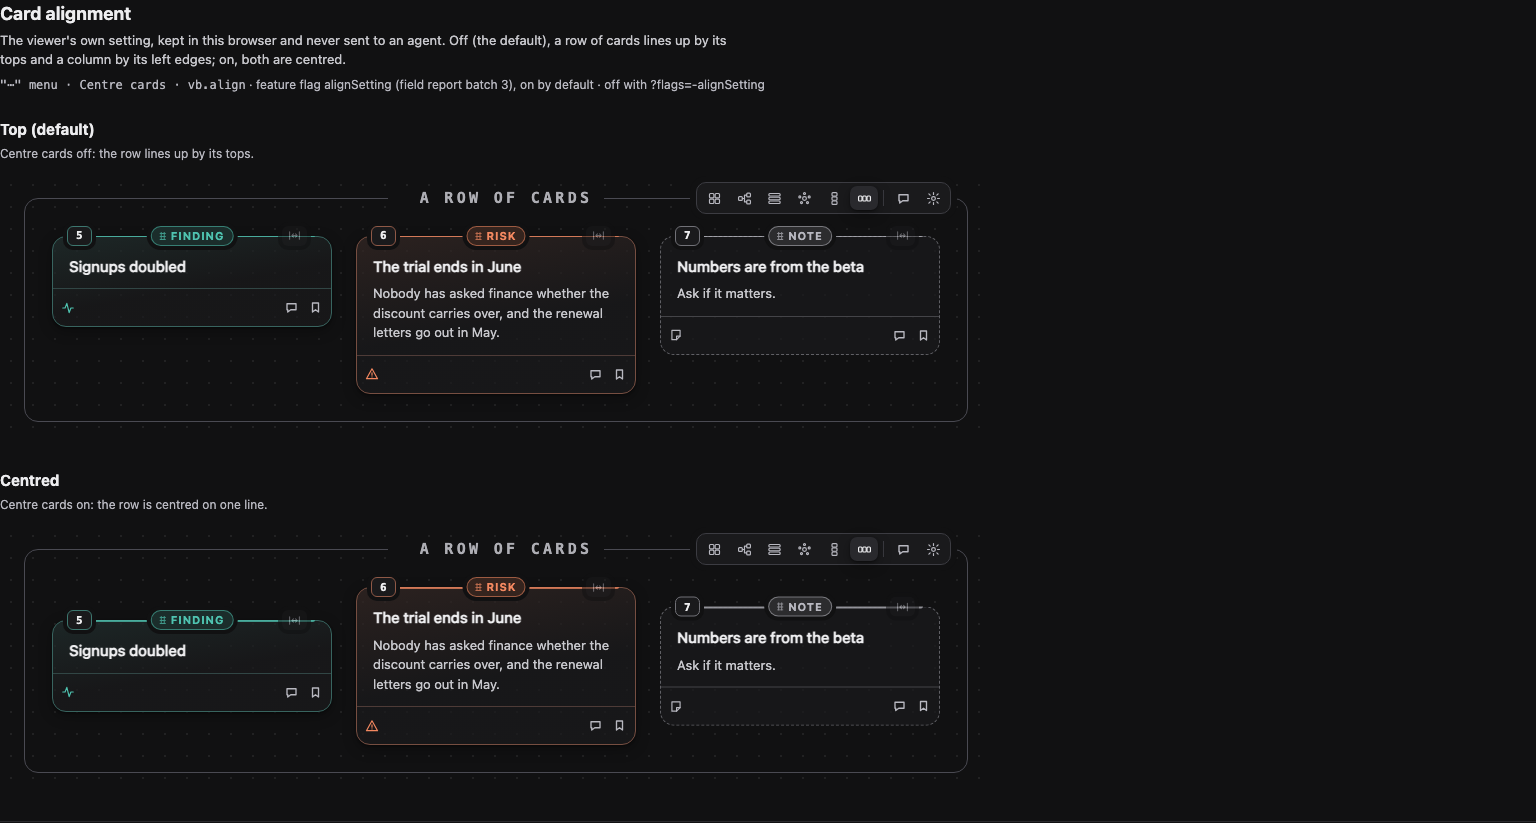 Card alignment
The viewer's own setting, kept in this browser and never sent to an agent. Off (the default), a row of cards lines up by its
tops and a column by its left edges; on, both are centred.
"⋯" menu · Centre cards · vb.align · feature flag alignSetting (field report batch 3), on by default · off with ?flags=-alignSetting
Top (default)
Centre cards off: the row lines up by its tops.
A ROW OF CARDS
5 FINDING
Signups doubled
6 RISK
The trial ends in June
Nobody has asked finance whether the
discount carries over, and the renewal
letters go out in May.
7 NOTE
Numbers are from the beta
Ask if it matters.
Centred
Centre cards on: the row is centred on one line.
A ROW OF CARDS
5 FINDING
Signups doubled
6 RISK
The trial ends in June
Nobody has asked finance whether the
discount carries over, and the renewal
letters go out in May.
7 NOTE
Numbers are from the beta
Ask if it matters.